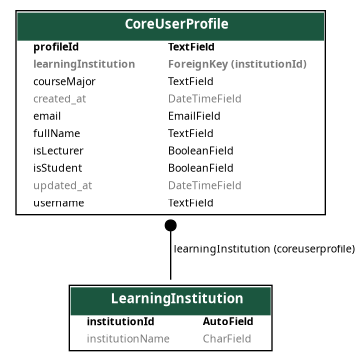 CoreUserProfile
profileId TextField
learningInstitution ForeignKey (institutionId)
courseMajor TextField
created_at DateTimeField
email EmailField
fullName TextField
isLecturer BooleanField
isStudent BooleanField
updated_at DateTimeField
username TextField
learningInstitution (coreuserprofile)
LearningInstitution
institutionId AutoField
institutionName CharField